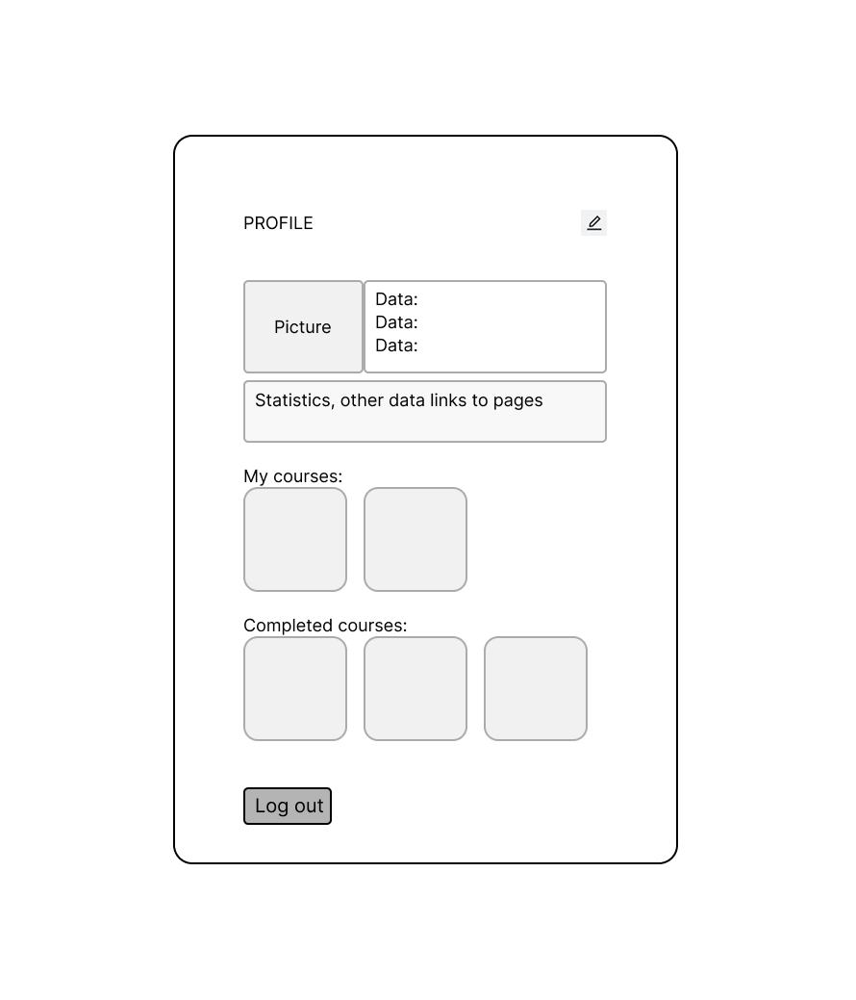 PROFILE
Picture
Data:
Data:
Data:
Statistics, other data links to pages
My courses:
Completed courses:
Log out